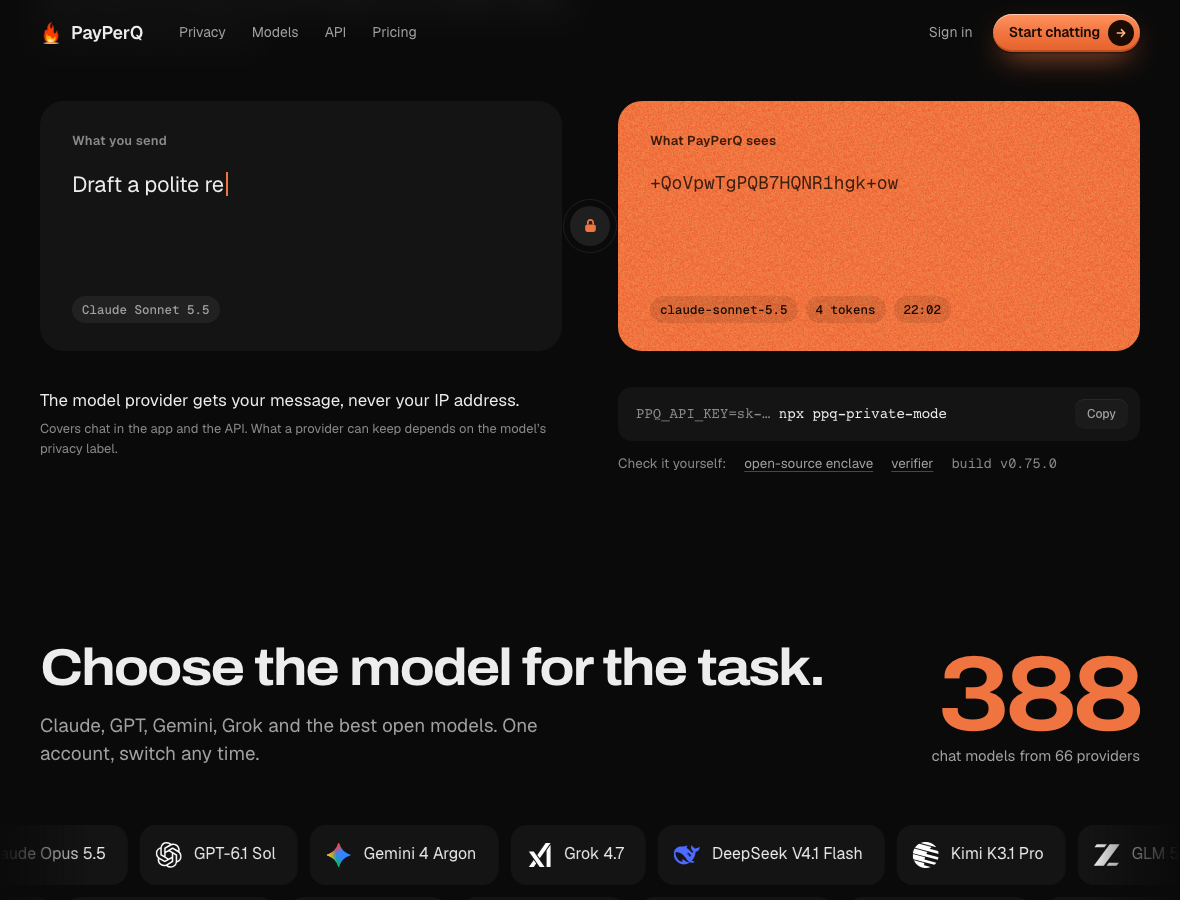 PayPerQ
Privacy
Models
API
Pricing
Sign in
Start chatting
What you send
Draft a polite re
Claude Sonnet 5.5
What PayPerQ sees
+QoVpwTgPQB7HQNR1hgk+ow
claude-sonnet-5.5
4 tokens
22:02
The model provider gets your message, never your IP address.
Covers chat in the app and the API. What a provider can keep depends on the model's
privacy label.
PPQ_API_KEY=sk-… npx ppq-private-mode
Copy
Check it yourself:
open-source enclave
verifier
build v0.75.0
Choose the model for the task.
Claude, GPT, Gemini, Grok and the best open models. One
account, switch any time.
388
chat models from 66 providers
aude Opus 5.5
GPT-6.1 Sol
Gemini 4 Argon
Grok 4.7
DeepSeek V4.1 Flash
Kimi K3.1 Pro
GLM